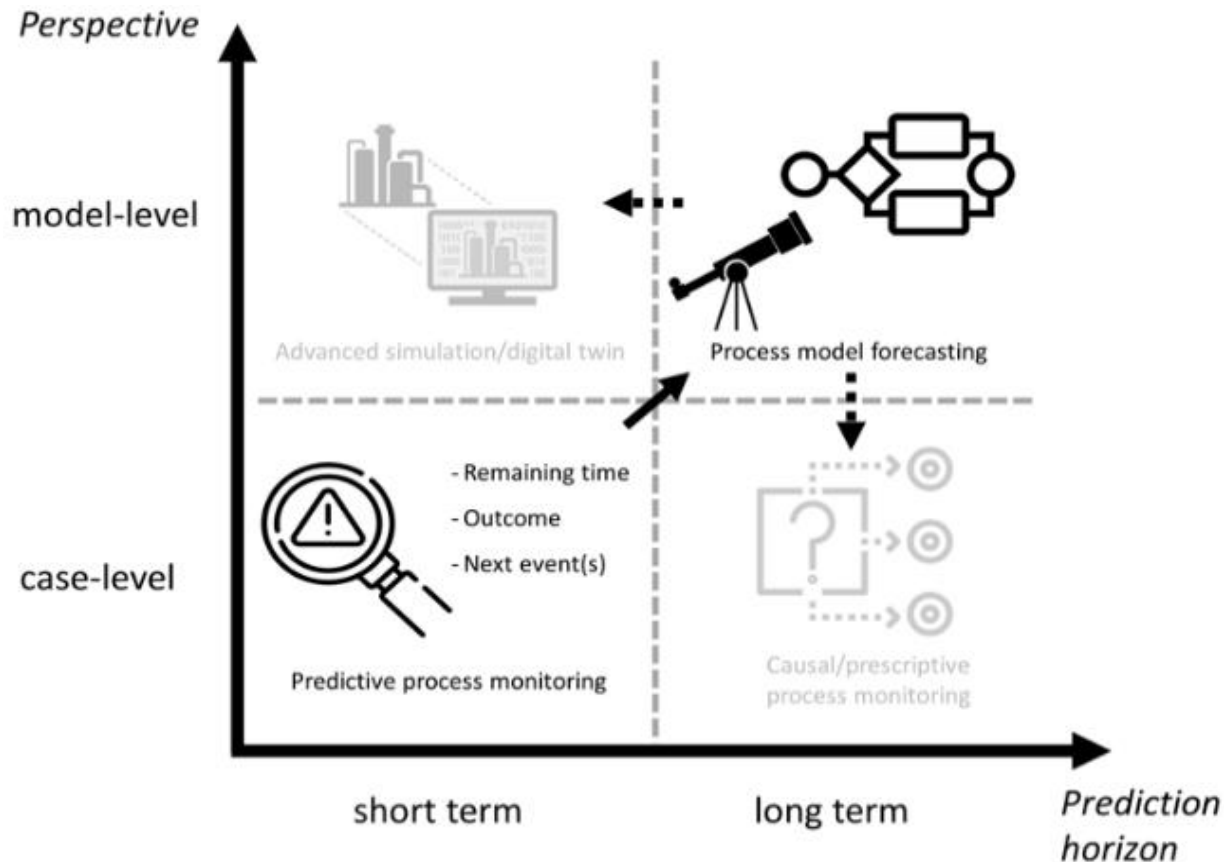 Perspective
model-level
Advanced simulation/digital twin
Process model forecasting
case-level
- Remaining time
- Outcome
- Next event(s)
Predictive process monitoring
Causal/prescriptive
process monitoring
short term
long term
Prediction
horizon